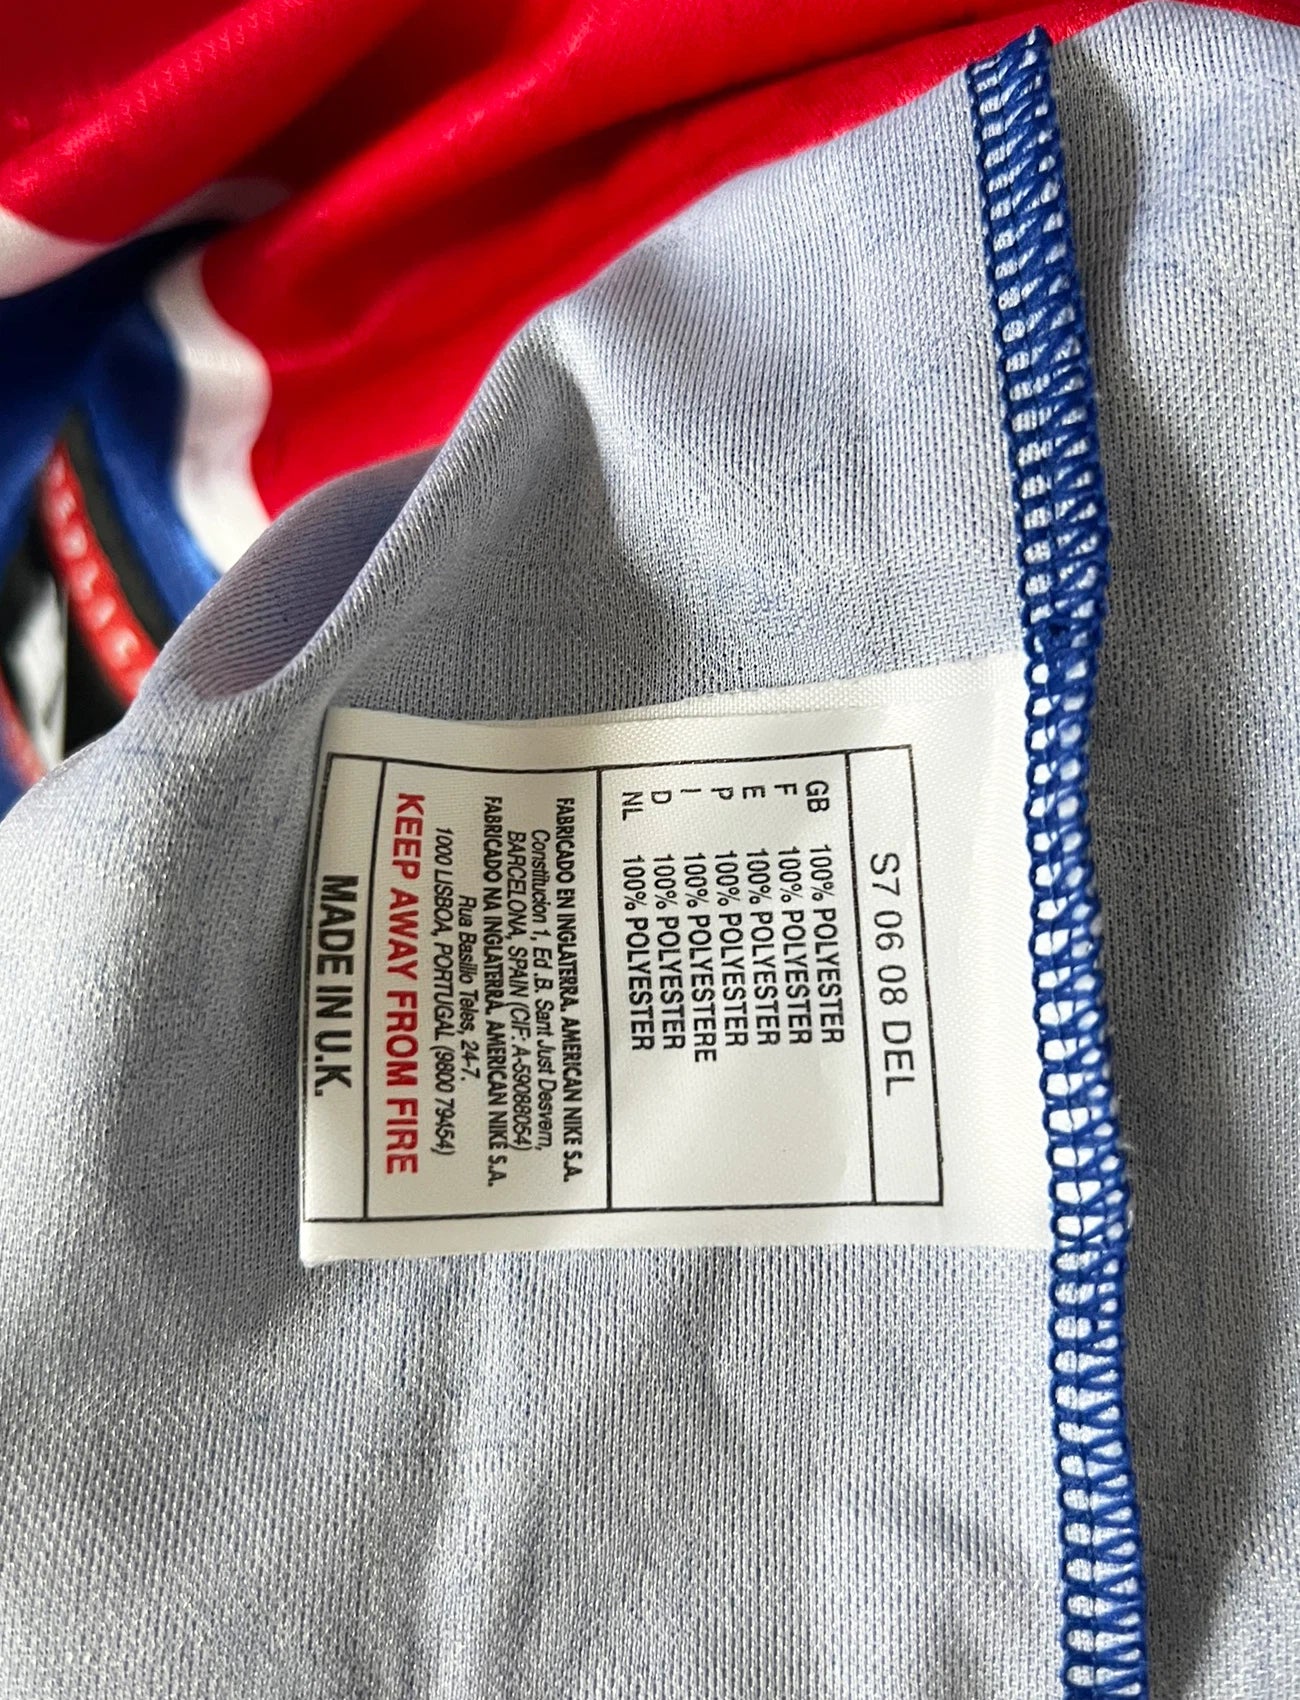 S7 06 08 DEL
GB 100% POLYESTER
F 100% POLYESTER
E 100% POLYESTER
P 100% POLYESTER
I 100% POLYESTERE
D 100% POLYESTER
NL 100% POLYESTER
FABRICADO EN INGLATERRA. AMERICAN NIKE S.A.
Constitucion 1, Ed .B. Sant Just Desvern,
BARCELONA, SPAIN (CIF: A-59088054)
FABRICADO NA INGLATERRA. AMERICAN NIKE S.A.
Rua Basilio Teles, 24-7.
1000 LISBOA, PORTUGAL (9800 79454)
KEEP AWAY FROM FIRE
MADE IN U.K.